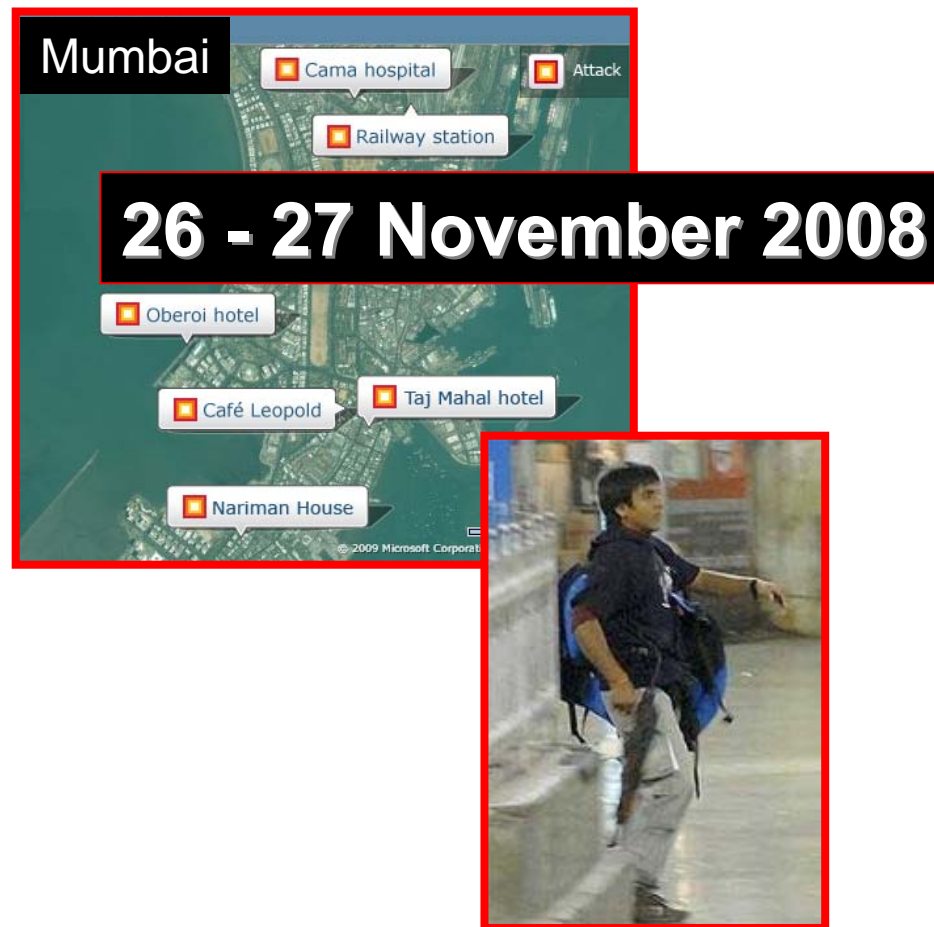 Mumbai
Cama hospital
Attack
Railway station
26 - 27 November 2008
Oberoi hotel
Taj Mahal hotel
Café Leopold
Nariman House
© 2009 Microsoft